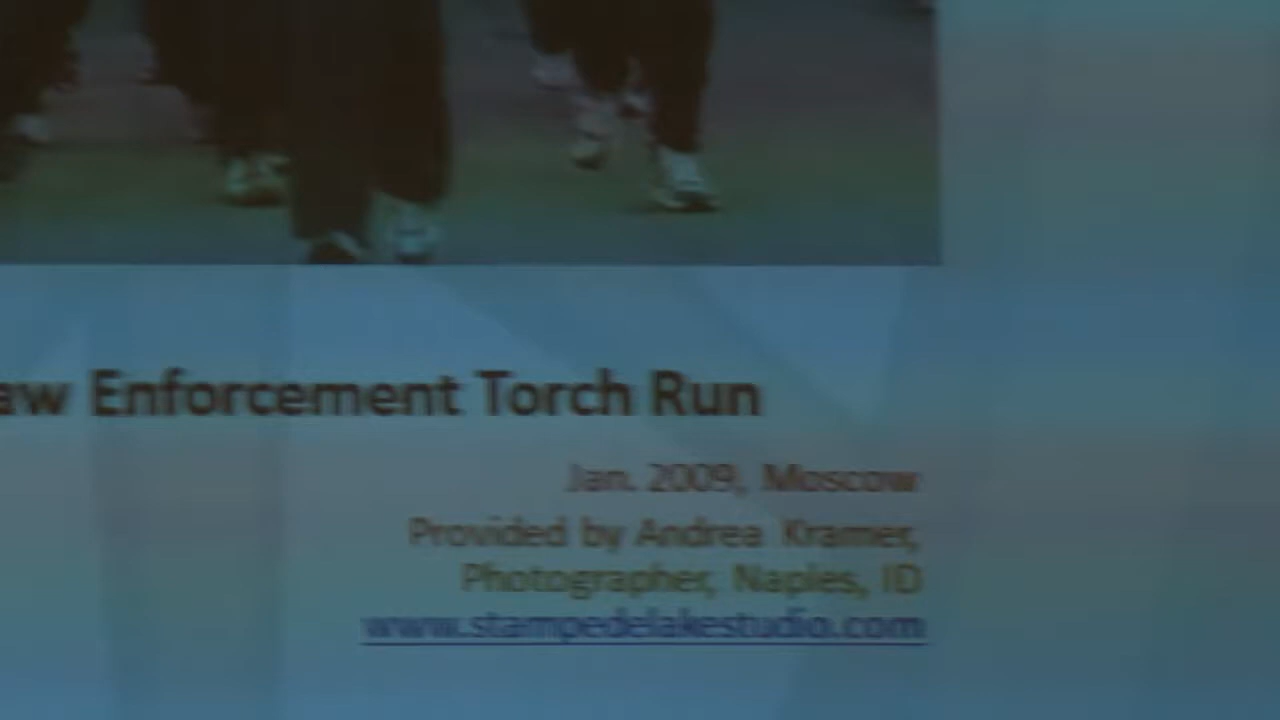 aw Enforcement Torch Run
Jan. 2009, Moscow
Provided by Andrea Kramer,
Photographer, Naples, ID
www.stampedelakestudio.com